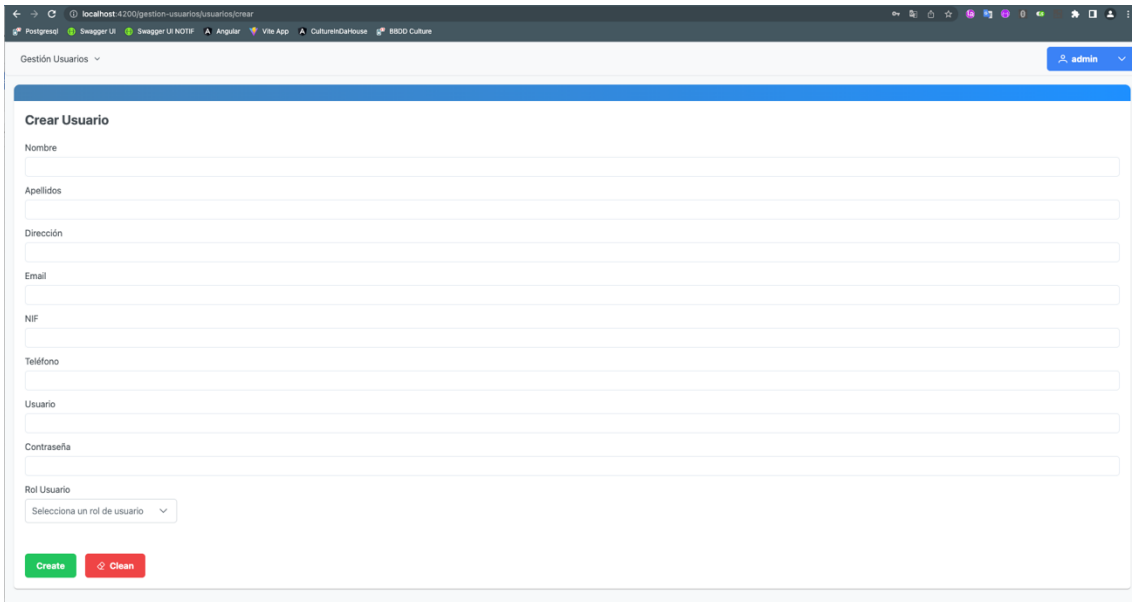 localhost:4200/gestion-usuarios/usuarios/crear
Postgresql Swagger UI Swagger UI NOTIF Angular Vite App CultureInDaHouse BBDD Culture
Gestión Usuarios admin
Crear Usuario
Nombre
Apellidos
Dirección
Email
NIF
Teléfono
Usuario
Contraseña
Rol Usuario
Selecciona un rol de usuario
Create Clean